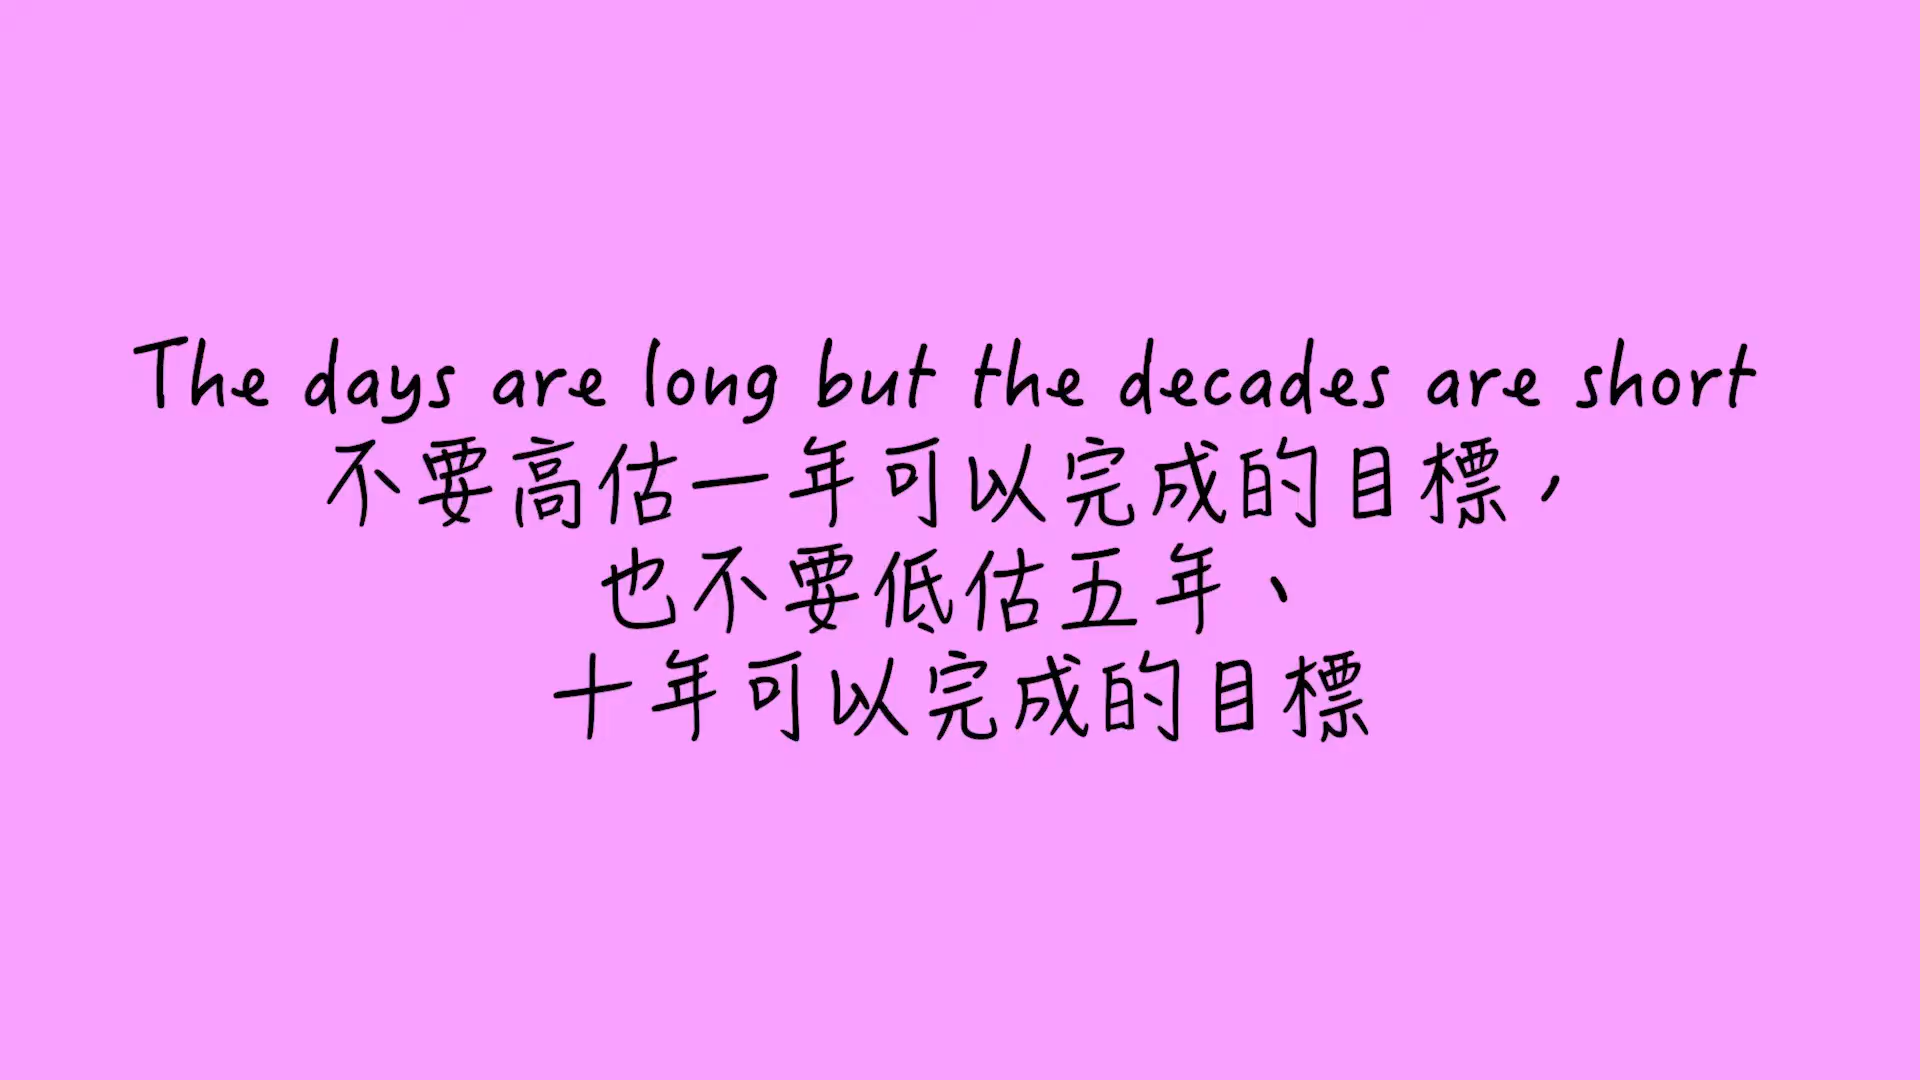 The days are long but the decades are short
不要高估一年可以完成的目標，
也不要低估五年、
十年可以完成的目標